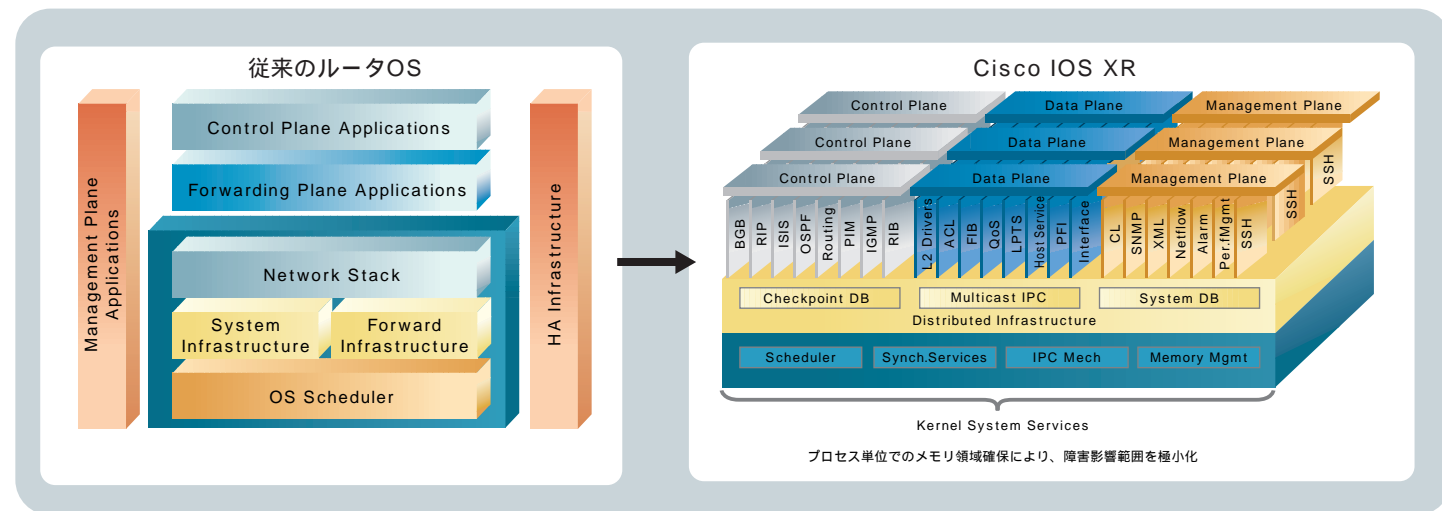 従来のルータOS
Management Plane
Applications
Control Plane Applications
Forwarding Plane Applications
Network Stack
System
Infrastructure
Forward
Infrastructure
OS Scheduler
HA Infrastructure
Cisco IOS XR
Control Plane
Data Plane
Management Plane
Control Plane
Data Plane
Management Plane
Control Plane
Data Plane
Management Plane
BGB
RIP
ISIS
OSPF
Routing
PIM
IGMP
RIB
L2 Drivers
ACL
FIB
QoS
LPTS
Host Service
PFI
Interface
CL
SNMP
XML
Netflow
Alarm
Per.fMgmt
SSH
SSH
SSH
Checkpoint DB
Multicast IPC
System DB
Distributed Infrastructure
Scheduler
Synch.Services
IPC Mech
Memory Mgmt
Kernel System Services
プロセス単位でのメモリ領域確保により、障害影響範囲を極小化